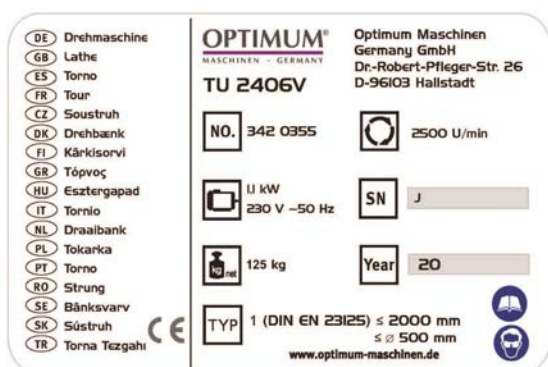 DE Drehmaschine
GB Lathe
ES Torno
FR Tour
CZ Soustruh
DK Drehbænk
FI Kärkisorvi
GR Τόρνος
HU Esztergapad
IT Tornio
NL Draaibank
PL Tokarka
PT Torno
RO Strung
SE Bänksvarv
SK Sústruh
TR Torna Tezgahı
CE
OPTIMUM®
MASCHINEN - GERMANY
TU 2406V
Optimum Maschinen
Germany GmbH
Dr.-Robert-Pfleger-Str. 26
D-96103 Hallstadt
NO. 342 0355
2500 U/min
1,1 kW
230 V ~50 Hz
SN J
kg net 125 kg
Year 20
TYP 1 (DIN EN 23125) ≤ 2000 mm
≤ ⌀ 500 mm
www.optimum-maschinen.de